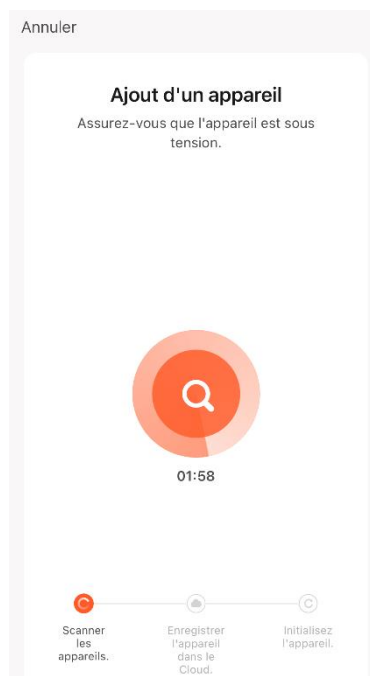 Annuler
Ajout d'un appareil
Assurez-vous que l'appareil est sous
tension.
01:58
Scanner
les
appareils.
Enregistrer
l'appareil
dans le
Cloud.
Initialisez
l'appareil.